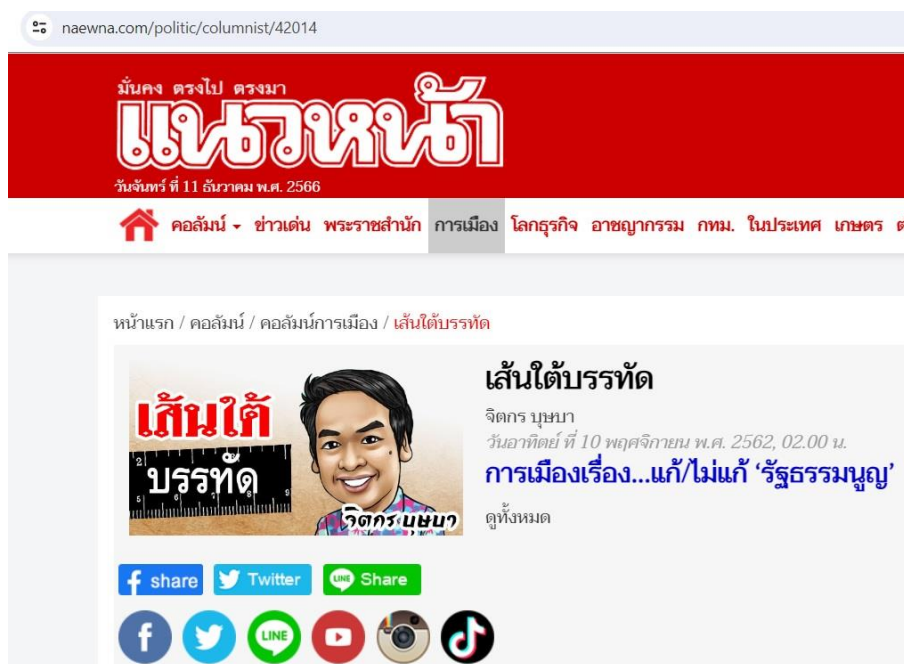 naewna.com/politic/columnist/42014
มั่นคง ตรงไป ตรงมา
แนวหน้า
วันจันทร์ ที่ 11 ธันวาคม พ.ศ. 2566
คอลัมน์ ข่าวเด่น พระราชสำนัก การเมือง โลกธุรกิจ อาชญากรรม กทม. ในประเทศ เกษตร
หน้าแรก / คอลัมน์ / คอลัมน์การเมือง / เส้นใต้บรรทัด
เส้นใต้
บรรทัด
จิตกร บุษบา
เส้นใต้บรรทัด
จิตกร บุษบา
วันอาทิตย์ ที่ 10 พฤศจิกายน พ.ศ. 2562, 02.00 น.
การเมืองเรื่อง...แก้/ไม่แก้ ‘รัฐธรรมนูญ’
ดูทั้งหมด
share Twitter LINE Share
LINE